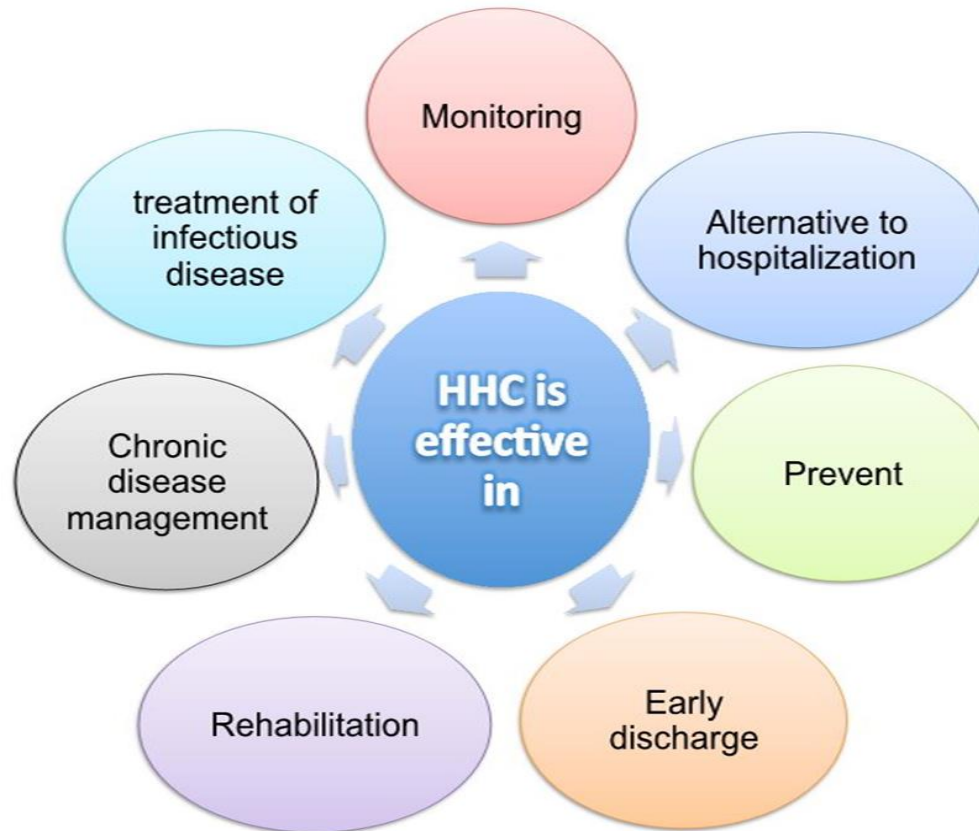 Monitoring
Alternative to
hospitalization
Prevent
Early
discharge
Rehabilitation
Chronic
disease
management
treatment of
infectious
disease
HHC is
effective
in